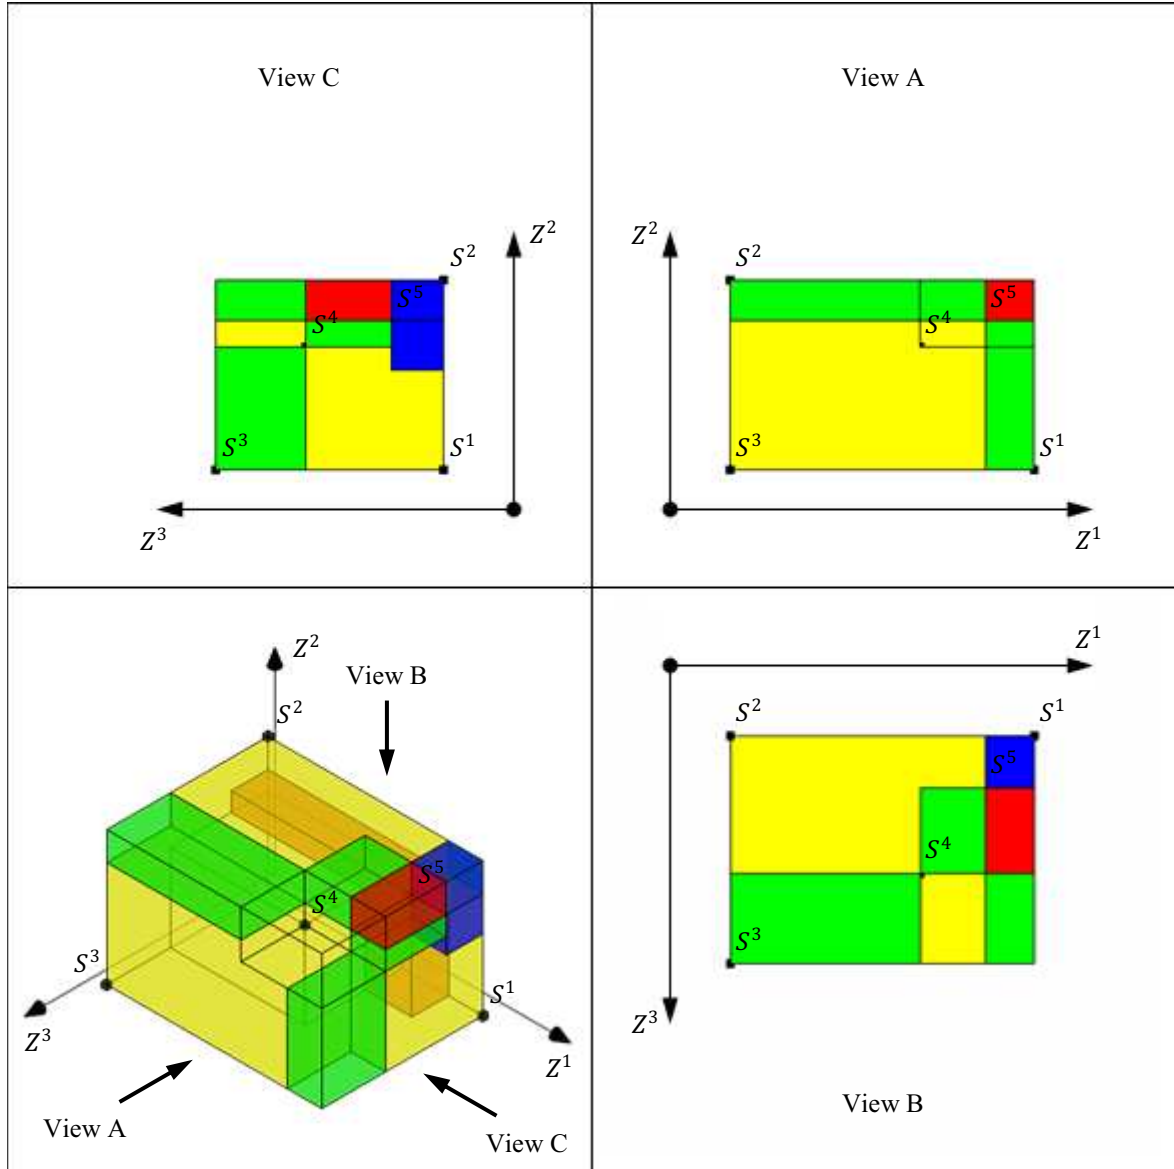 View C
Z²
S²
S⁵
S⁴
S³
S¹
Z³
View A
Z²
S²
S⁵
S⁴
S³
S¹
Z¹
Z²
View B
S²
S⁵
S⁴
S³
S¹
Z³
Z¹
View A
View C
Z¹
S²
S¹
S⁵
S⁴
S³
Z³
View B